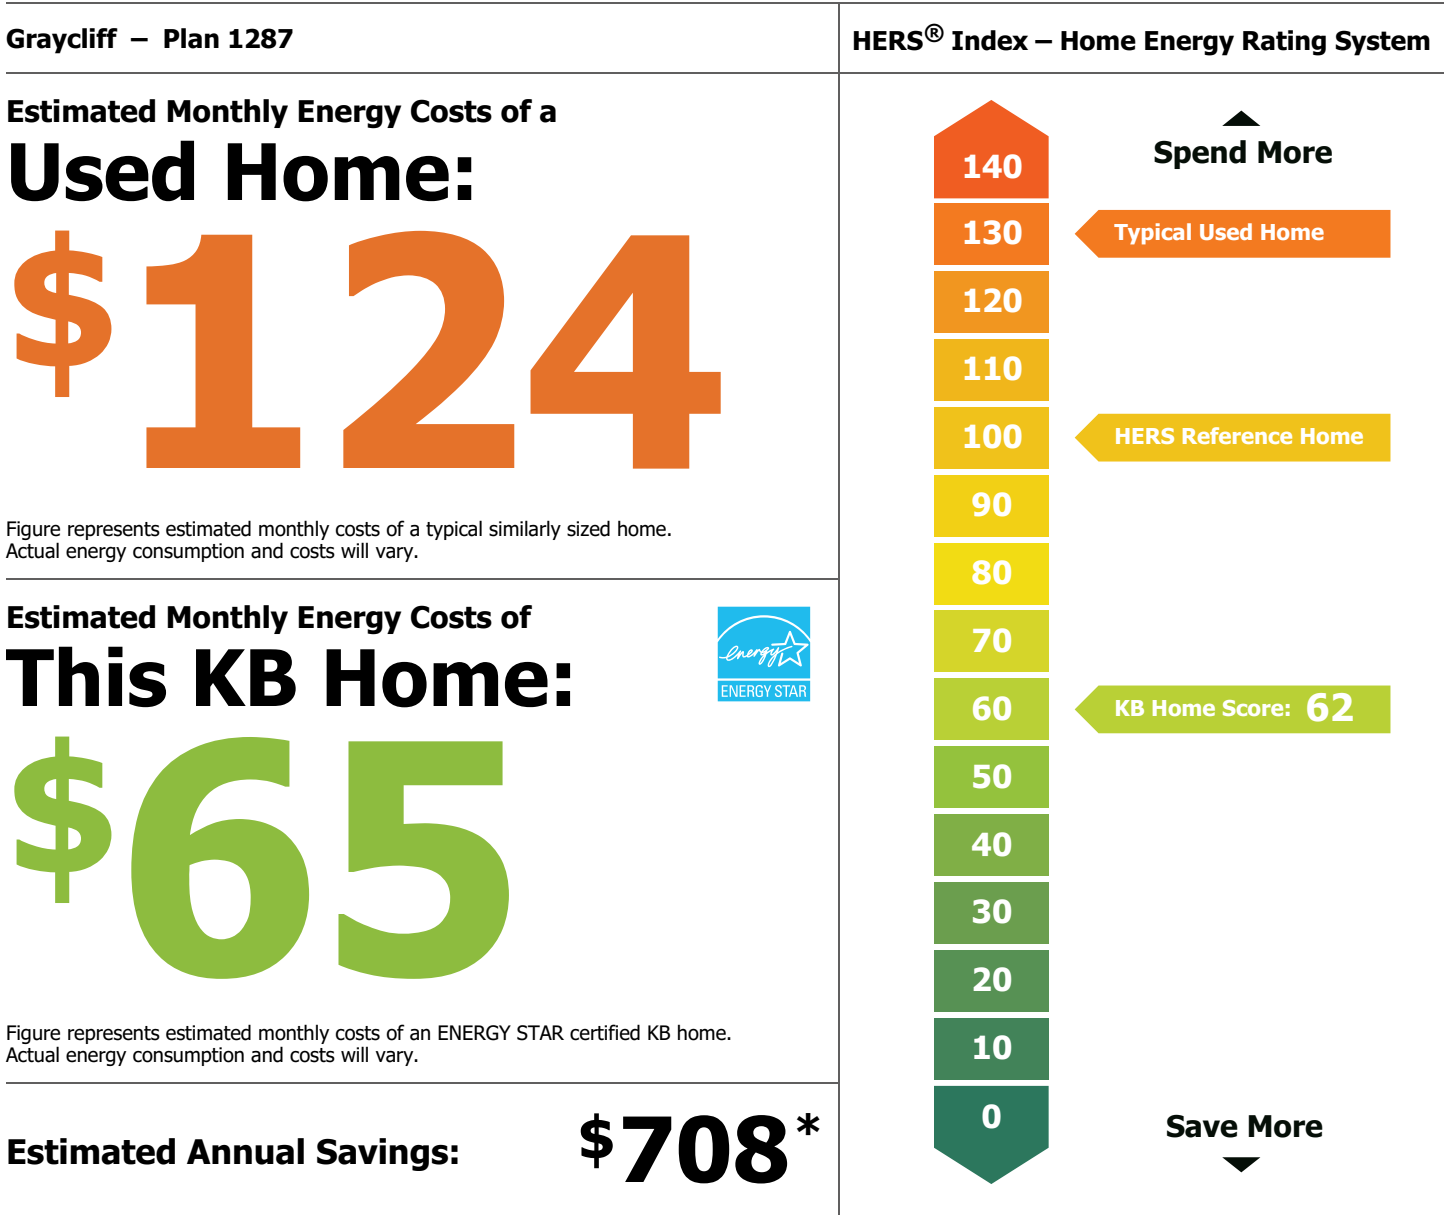 Graycliff – Plan 1287
Estimated Monthly Energy Costs of a
Used Home:
$124
Figure represents estimated monthly costs of a typical similarly sized home.
Actual energy consumption and costs will vary.
Estimated Monthly Energy Costs of
This KB Home:
energy
ENERGY STAR
$65
Figure represents estimated monthly costs of an ENERGY STAR certified KB home.
Actual energy consumption and costs will vary.
Estimated Annual Savings: $708*
HERS® Index – Home Energy Rating System
Spend More
140
130 Typical Used Home
120
110
100 HERS Reference Home
90
80
70
60 KB Home Score: 62
50
40
30
20
10
0
Save More